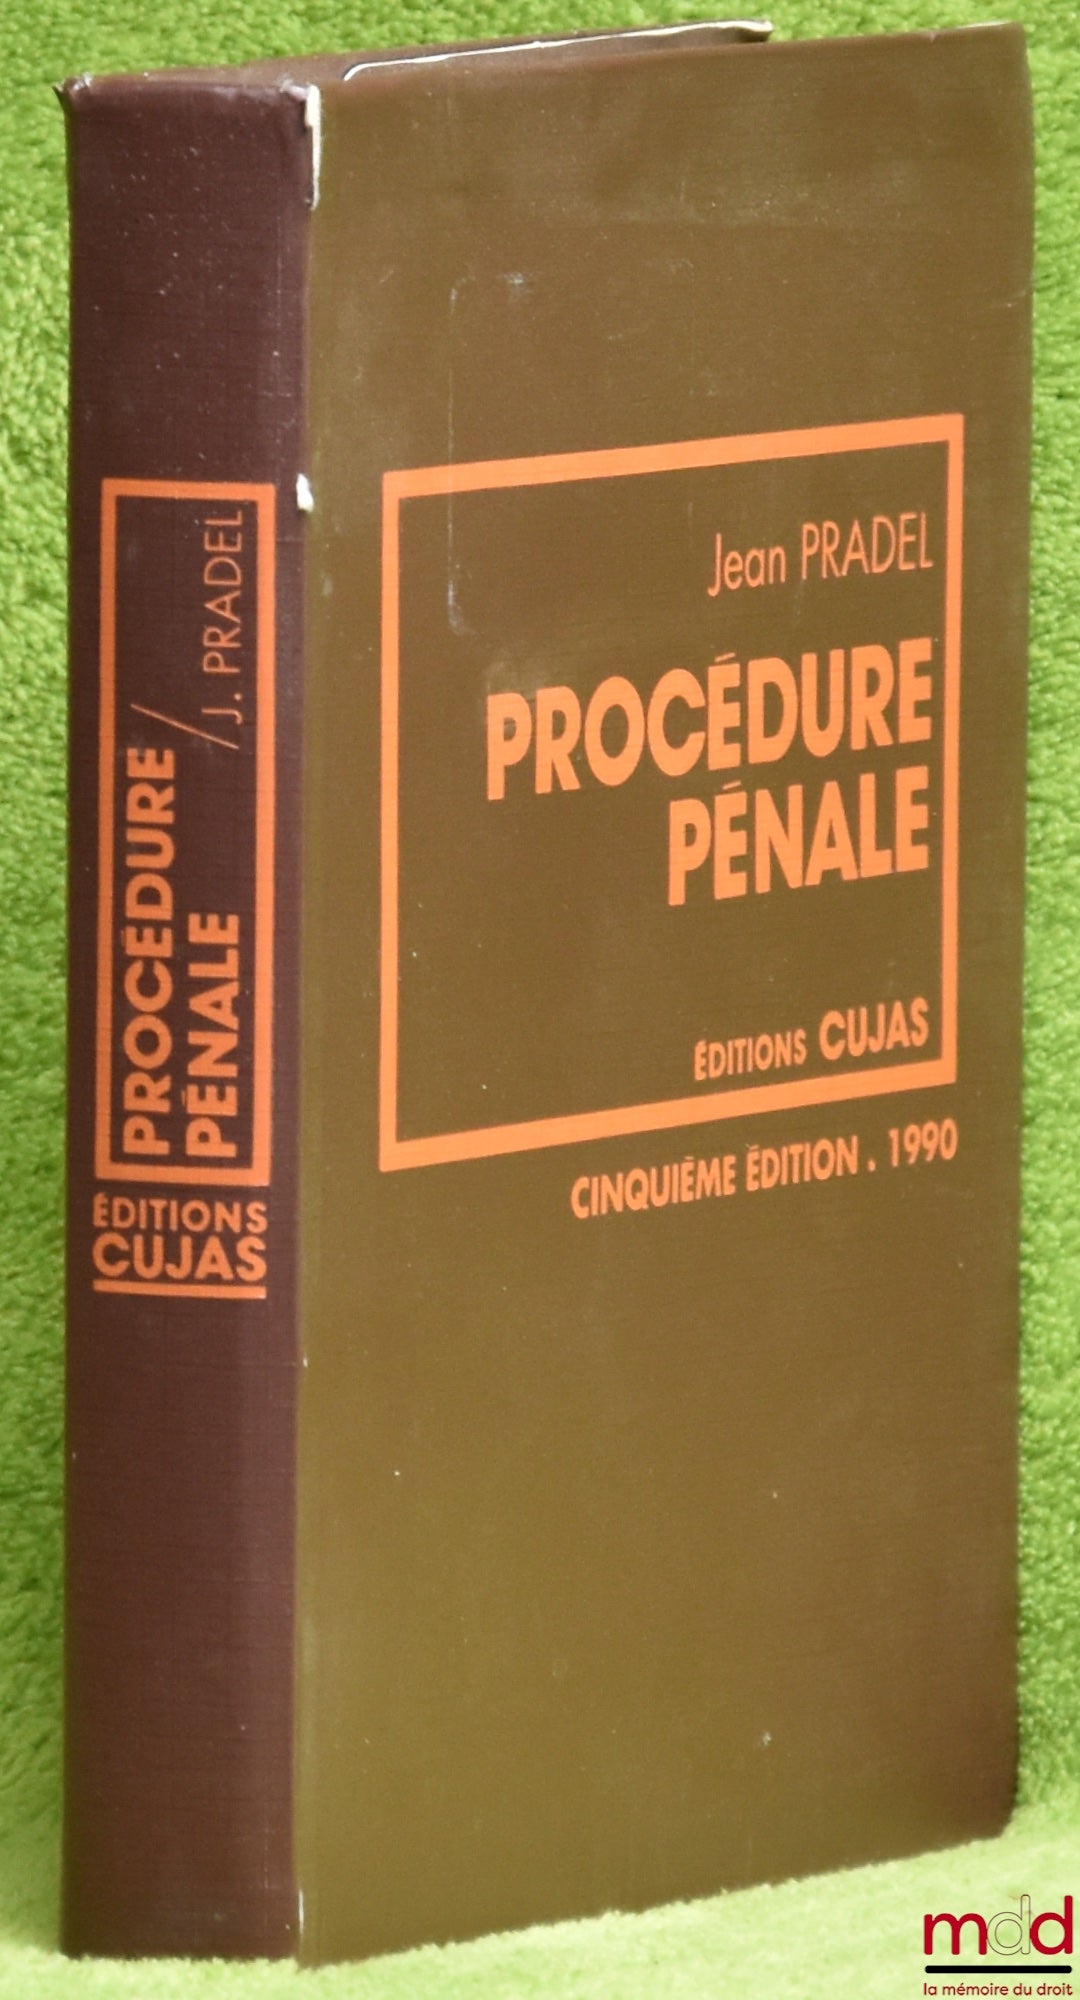 PROCÉDURE / J. PRADEL
PÉNALE
ÉDITIONS
CUJAS
Jean PRADEL
PROCÉDURE
PÉNALE
ÉDITIONS CUJAS
CINQUIÈME ÉDITION . 1990
mdd
la mémoire du droit